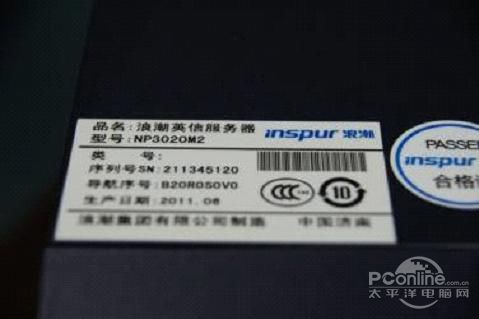 品名: 浪潮英信服务器
inspur 浪潮
型号: NP3020M2
类 号:
序列号SN: 211345120
导航序号: B20R050V0
CCC
10
生产日期: 2011.08
浪潮集团有限公司制造 中国济南
PASSE
inspur
合格
PConline.com.cn
太平洋电脑网